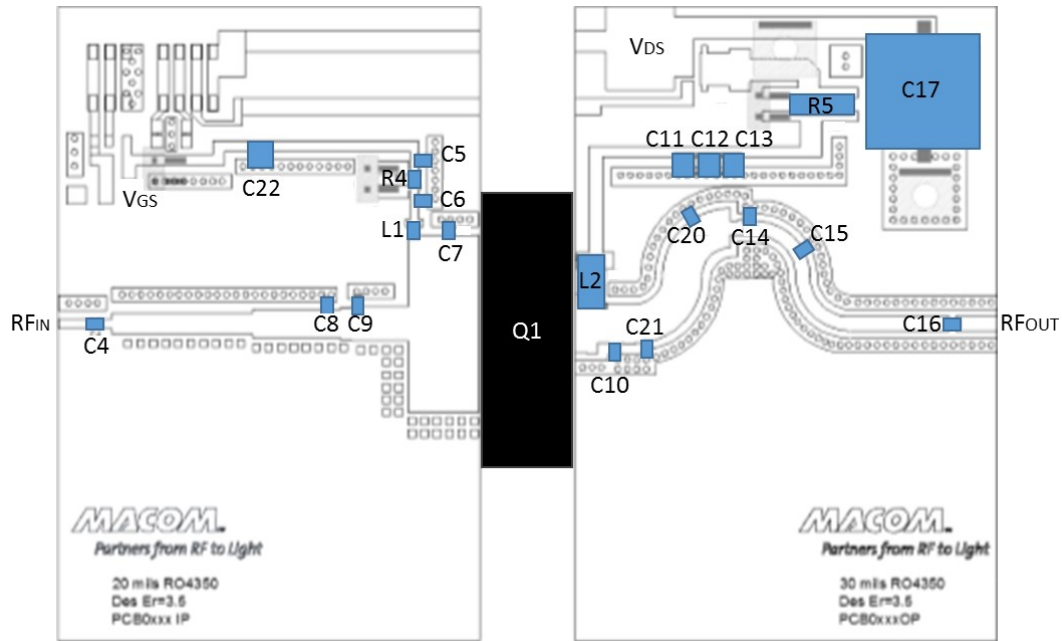 VDS
C17
R5
C11 C12 C13
C5
R4
C22
C6
VGS
L1
C7
C20
C14
C15
L2
C8
C9
RFIN
C4
Q1
C16
RFOUT
C21
C10
MACOM
Partners from RF to Light
20 mils RO4350
Des Er=3.5
PCB0xxx IP
MACOM
Partners from RF to Light
30 mils RO4350
Des Er=3.5
PCB0xxxOP